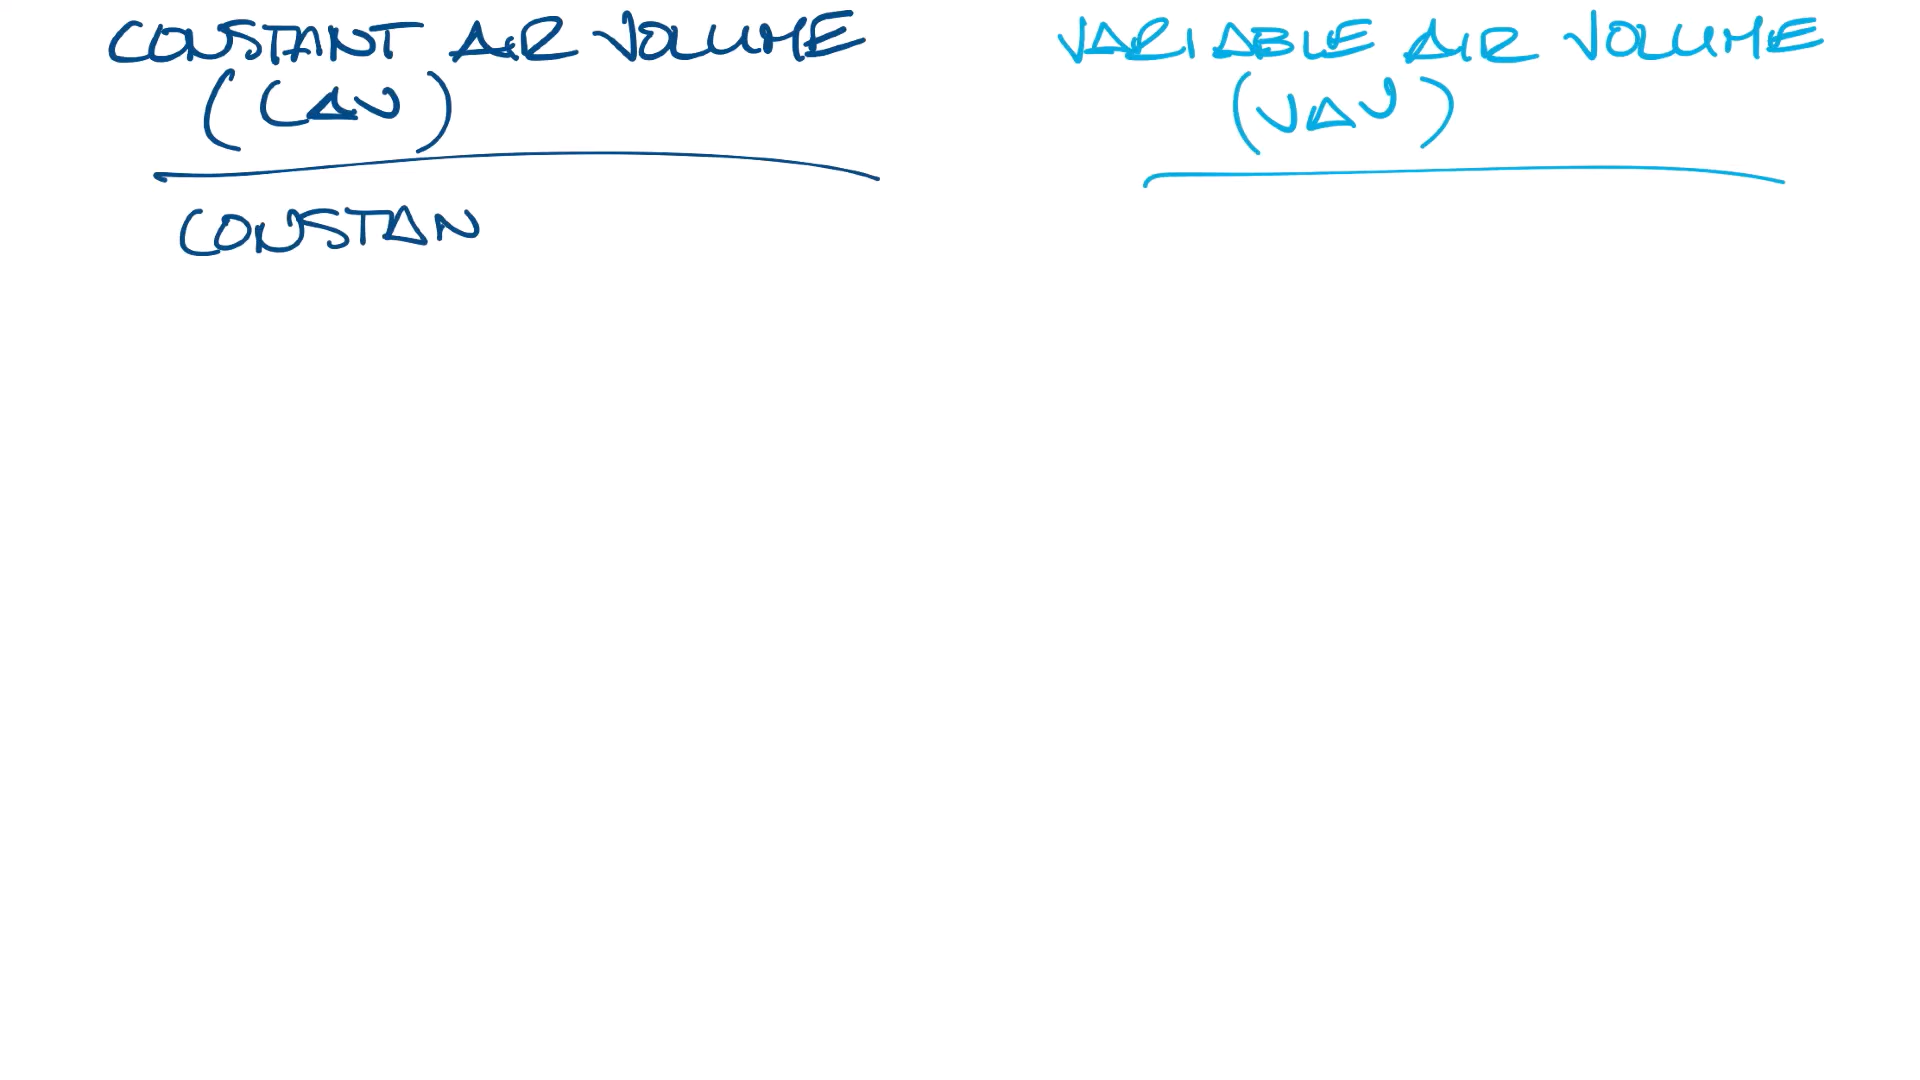 CONSTANT AIR VOLUME
(CAV)
CONSTAN
VARIABLE AIR VOLUME
(VAV)